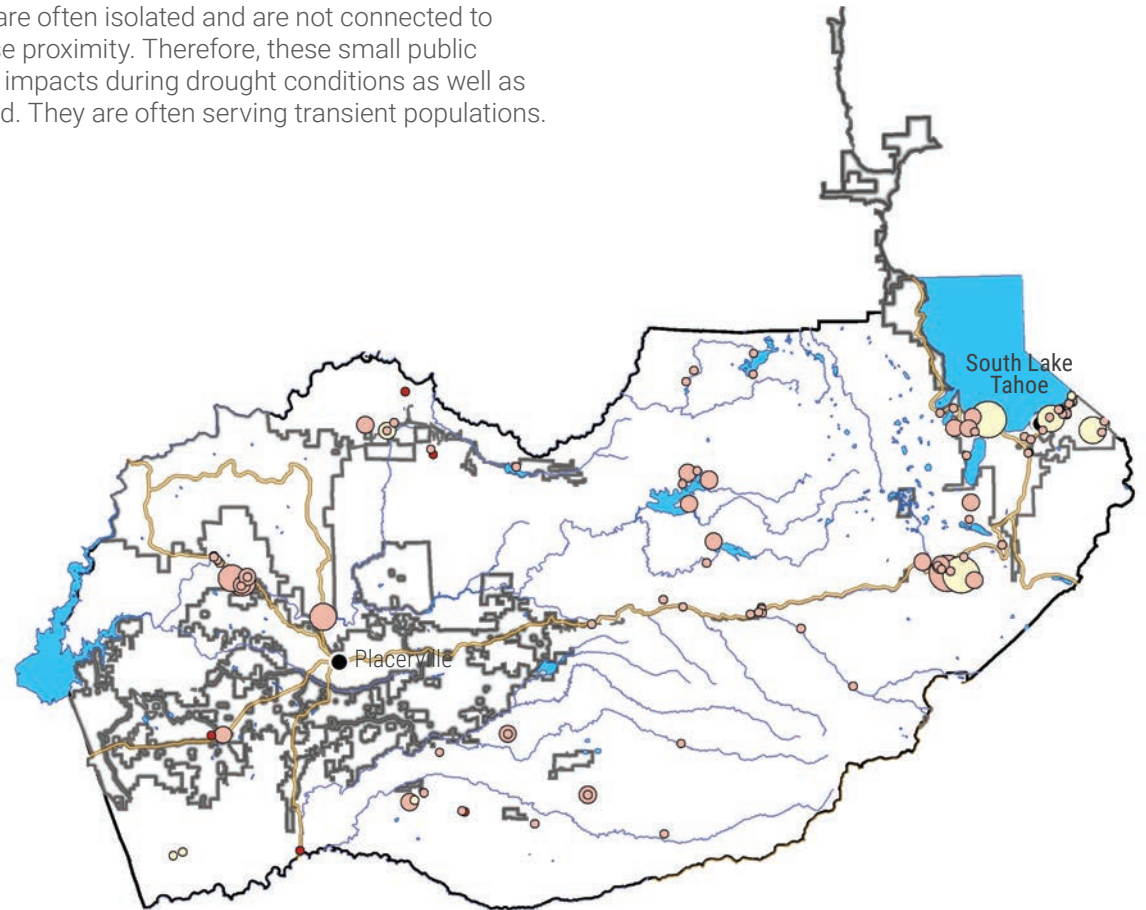 are often isolated and are not connected to
se proximity. Therefore, these small public
impacts during drought conditions as well as
d. They are often serving transient populations.
South Lake
Tahoe
Placerville